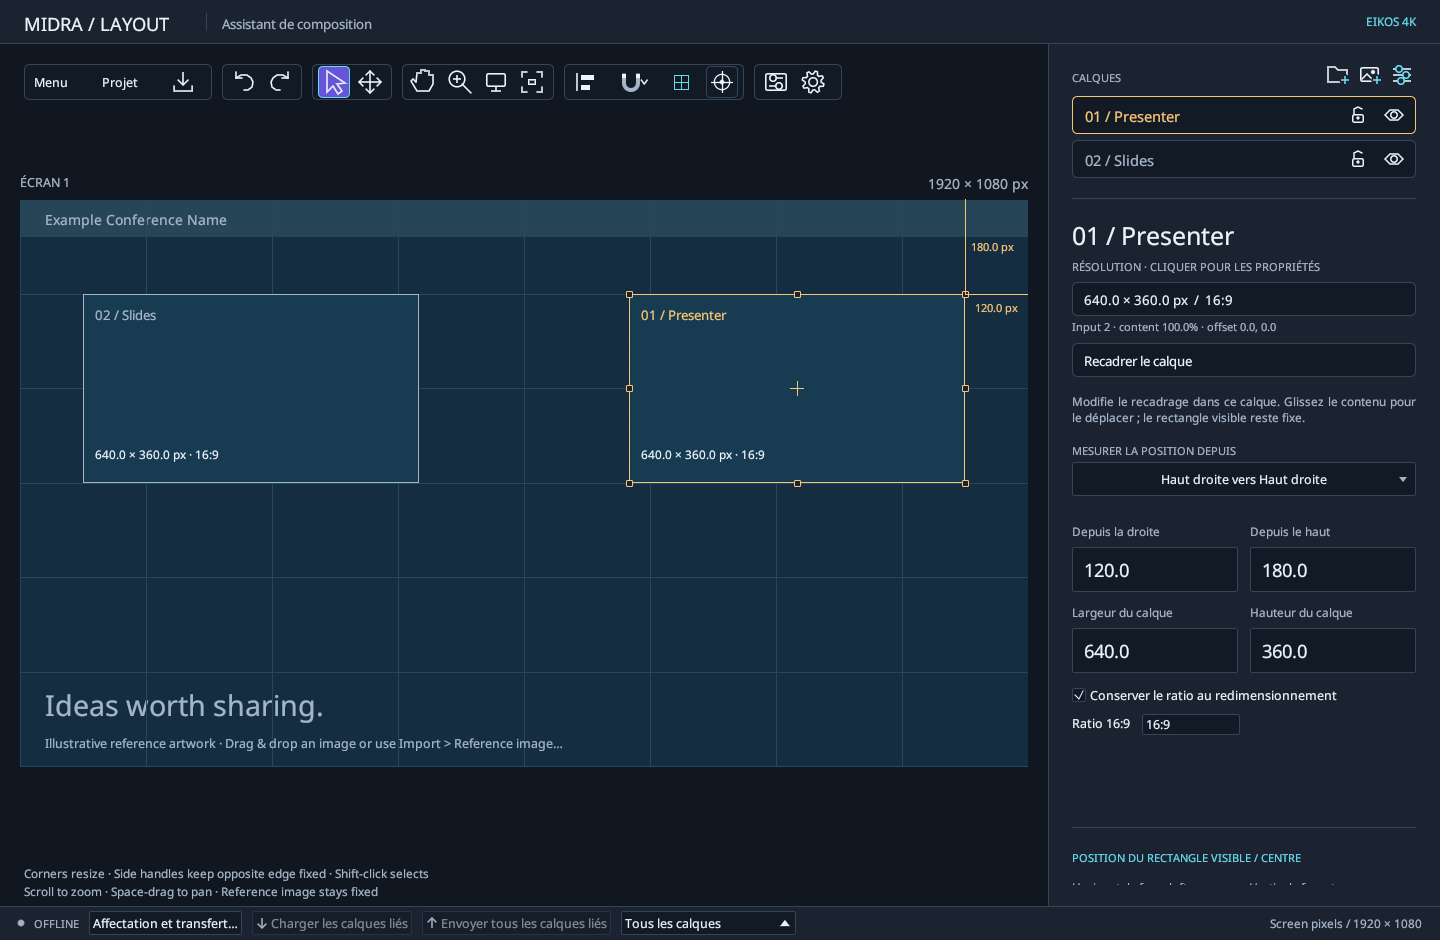 MIDRA / LAYOUT
Assistant de composition
EIKOS 4K
Menu
Projet
CALQUES
01 / Presenter
02 / Slides
ÉCRAN 1
1920 × 1080 px
Example Conference Name
180.0 px
120.0 px
02 / Slides
640.0 × 360.0 px · 16:9
01 / Presenter
640.0 × 360.0 px · 16:9
Ideas worth sharing.
Illustrative reference artwork · Drag & drop an image or use Import > Reference image...
Corners resize · Side handles keep opposite edge fixed · Shift-click selects
Scroll to zoom · Space-drag to pan · Reference image stays fixed
01 / Presenter
RÉSOLUTION · CLIQUER POUR LES PROPRIÉTÉS
640.0 × 360.0 px / 16:9
Input 2 · content 100.0% · offset 0.0, 0.0
Recadrer le calque
Modifie le recadrage dans ce calque. Glissez le contenu pour
le déplacer ; le rectangle visible reste fixe.
MESURER LA POSITION DEPUIS
Haut droite vers Haut droite
Depuis la droite
Depuis le haut
120.0
180.0
Largeur du calque
Hauteur du calque
640.0
360.0
Conserver le ratio au redimensionnement
Ratio 16:9
16:9
POSITION DU RECTANGLE VISIBLE / CENTRE
OFFLINE
Affectation et transfert...
Charger les calques liés
Envoyer tous les calques liés
Tous les calques
Screen pixels / 1920 × 1080